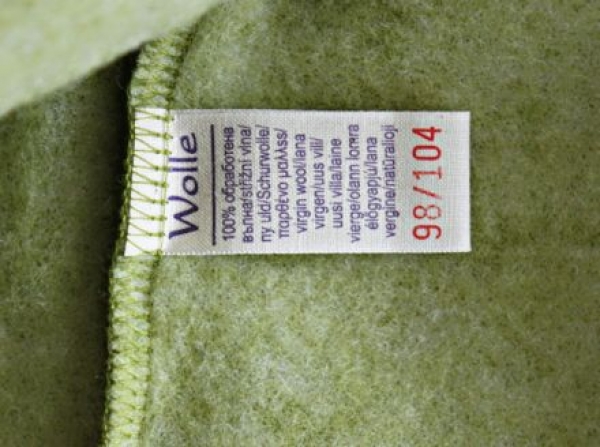 Wolle
100% обработена
вълна/střižní vlna/
ny uld/Schurwolle/
παρθένο μαλλσς/
virgin wool/lana
virgen/uus vill/
uusi villa/laine
vierge/olann lomra
élőgyapjú/lana
vergine/natūralioji
98/104